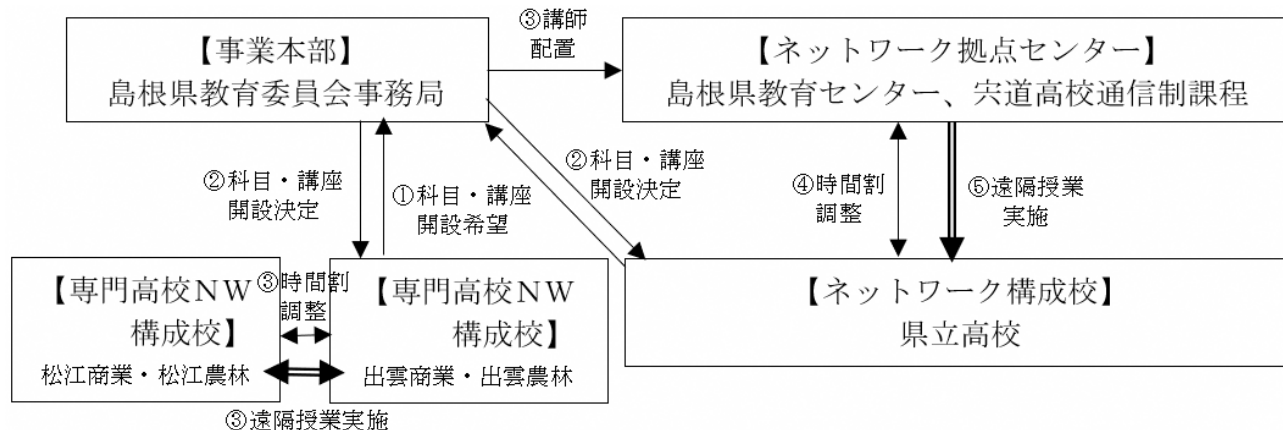 【事業本部】
島根県教育委員会事務局
③講師
配置
【ネットワーク拠点センター】
島根県教育センター、宍道高校通信制課程
②科目・講座
開設決定
①科目・講座
開設希望
②科目・講座
開設決定
④時間割
調整
⑤遠隔授業
実施
【専門高校NW
構成校】
松江商業・松江農林
③時間割
調整
【専門高校NW
構成校】
出雲商業・出雲農林
③遠隔授業実施
【ネットワーク構成校】
県立高校